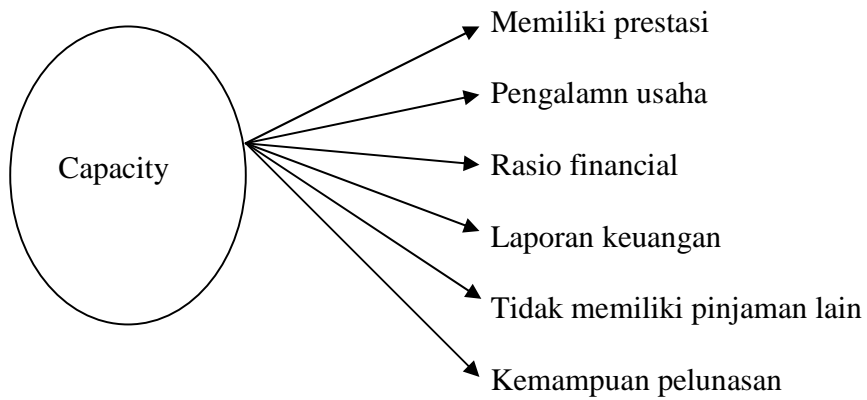 Memiliki prestasi
Pengalamn usaha
Capacity
Rasio financial
Laporan keuangan
Tidak memiliki pinjaman lain
Kemampuan pelunasan